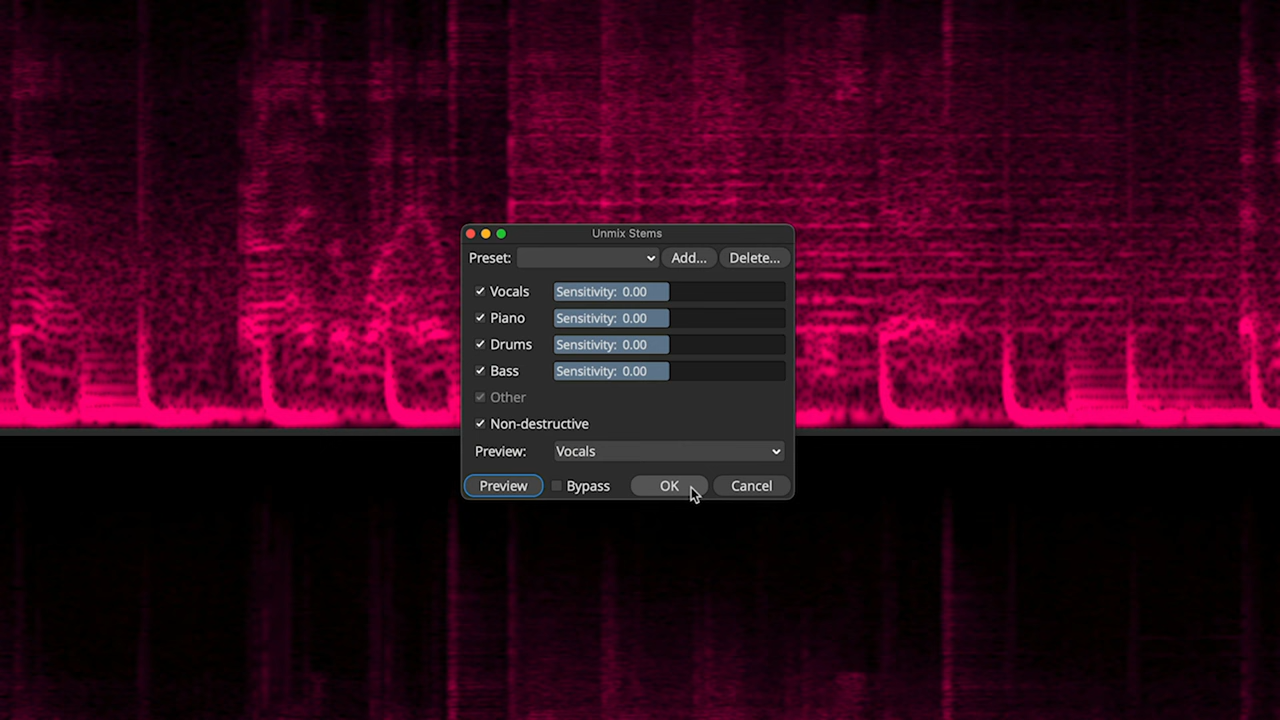 Unmix Stems
Preset: Add... Delete...
Vocals Sensitivity: 0.00
Piano Sensitivity: 0.00
Drums Sensitivity: 0.00
Bass Sensitivity: 0.00
Other
Non-destructive
Preview: Vocals
Preview Bypass OK Cancel